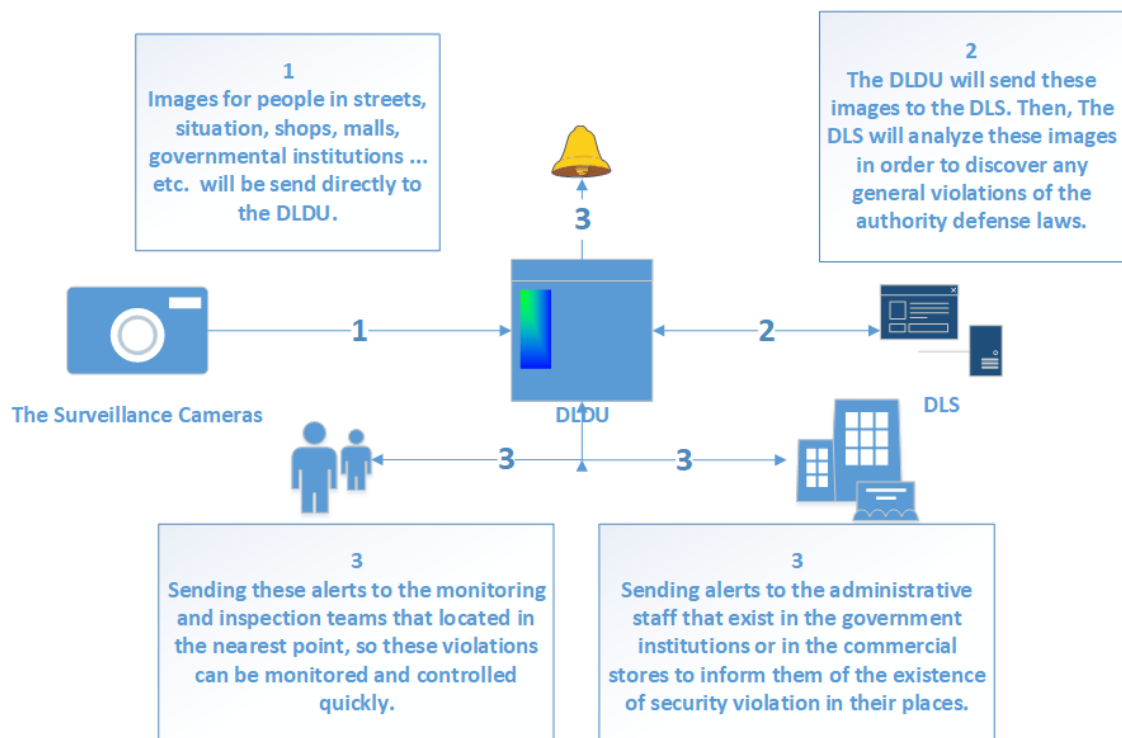 1
Images for people in streets,
situation, shops, malls,
governmental institutions ...
etc. will be send directly to
the DLDU.
2
The DLDU will send these
images to the DLS. Then, The
DLS will analyze these images
in order to discover any
general violations of the
authority defense laws.
3
1
2
The Surveillance Cameras
DLDU
DLS
3
3
3
Sending these alerts to the monitoring
and inspection teams that located in
the nearest point, so these violations
can be monitored and controlled
quickly.
3
Sending alerts to the administrative
staff that exist in the government
institutions or in the commercial
stores to inform them of the existence
of security violation in their places.